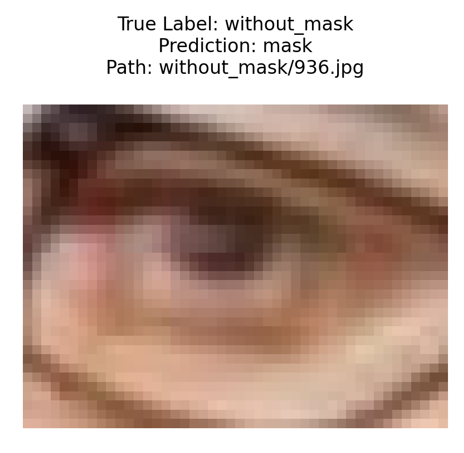 True Label: without_mask
Prediction: mask
Path: without_mask/936.jpg